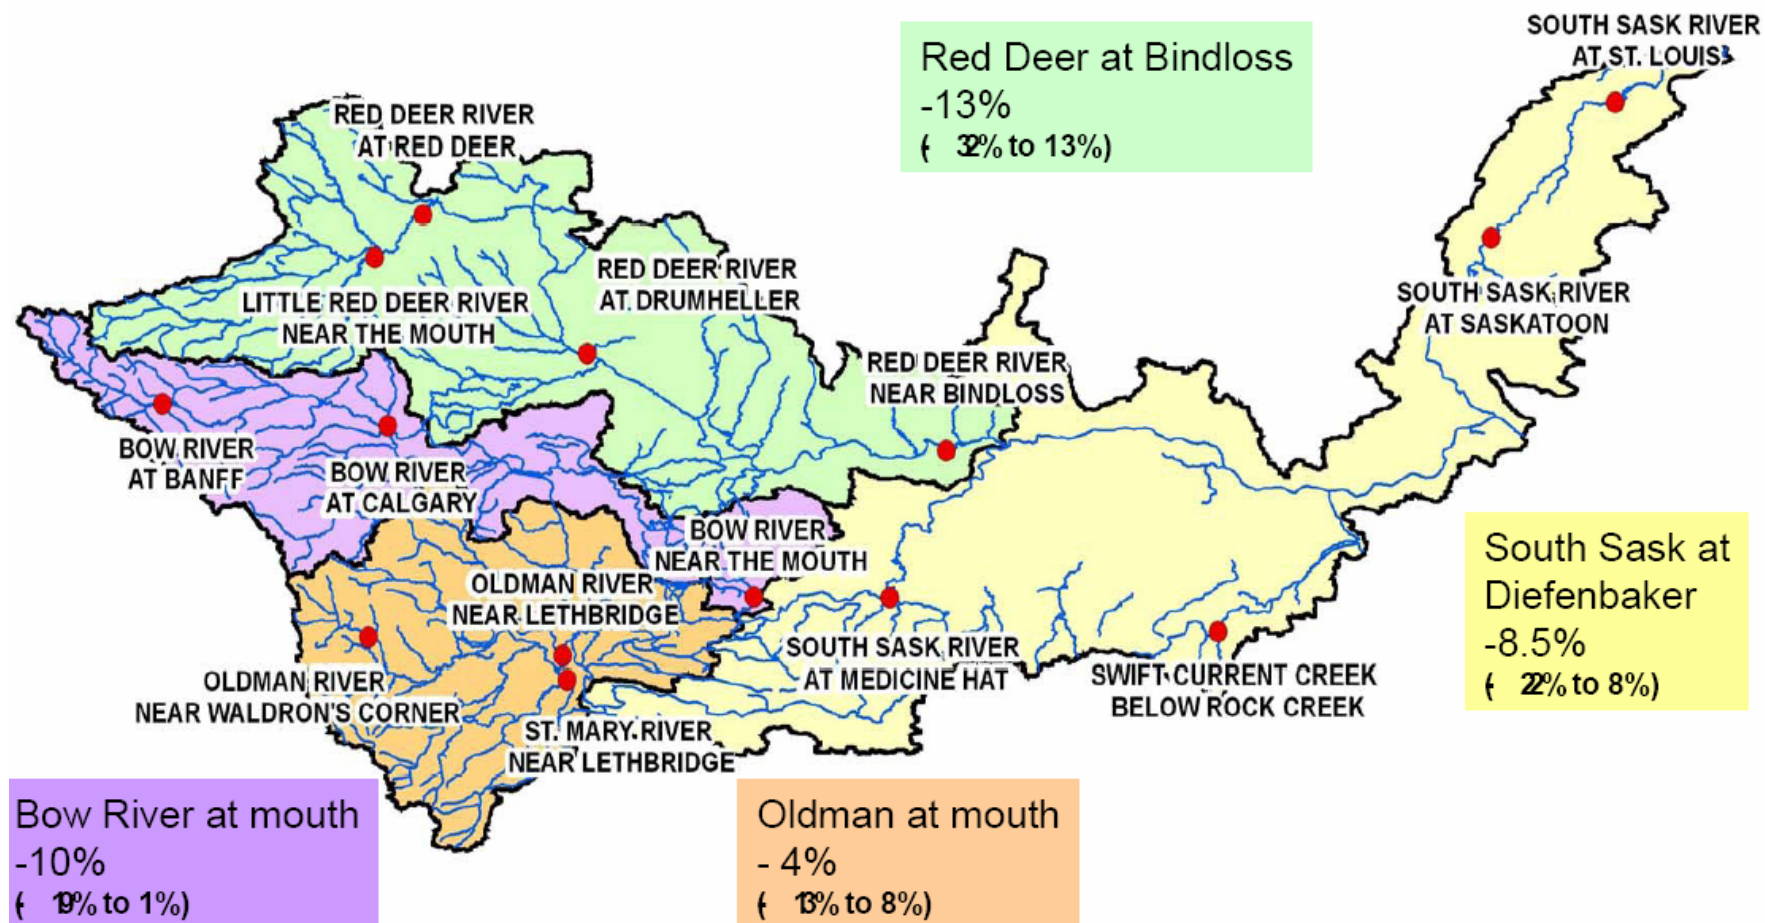 SOUTH SASK RIVER
AT ST. LOUIS
Red Deer at Bindloss
-13%
(- 32% to 13%)
RED DEER RIVER
AT RED DEER
RED DEER RIVER
AT DRUMHELLER
LITTLE RED DEER RIVER
NEAR THE MOUTH
SOUTH SASK RIVER
AT SASKATOON
RED DEER RIVER
NEAR BINDLOSS
BOW RIVER
AT BANFF
BOW RIVER
AT CALGARY
BOW RIVER
NEAR THE MOUTH
South Sask at
Diefenbaker
-8.5%
(- 22% to 8%)
OLDMAN RIVER
NEAR LETHBRIDGE
SOUTH SASK RIVER
AT MEDICINE HAT
SWIFT CURRENT CREEK
BELOW ROCK CREEK
OLDMAN RIVER
NEAR WALDRON'S CORNER
ST. MARY RIVER
NEAR LETHBRIDGE
Bow River at mouth
-10%
(- 19% to 1%)
Oldman at mouth
- 4%
(- 13% to 8%)